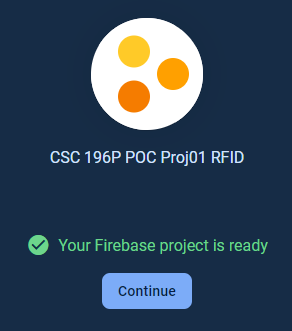 CSC 196P POC Proj01 RFID
Your Firebase project is ready
Continue